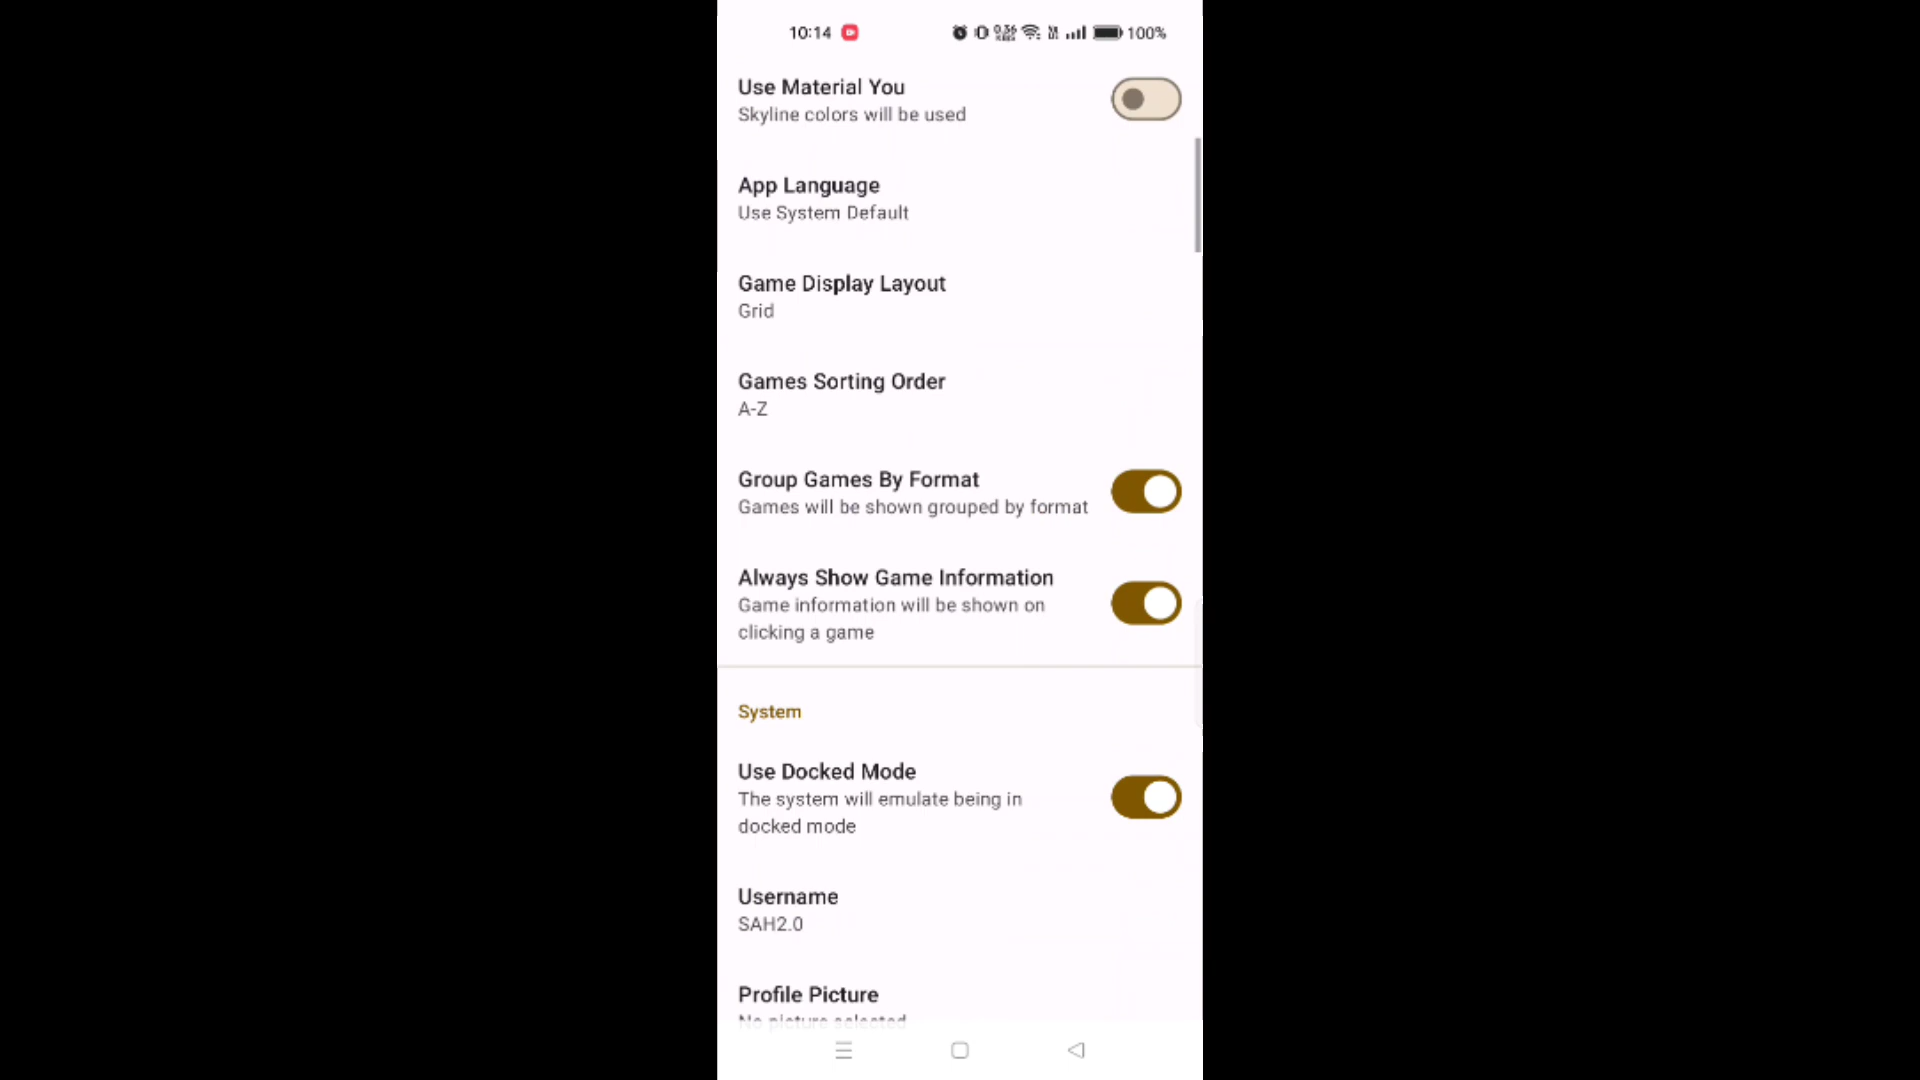 10:14
100%
Use Material You
Skyline colors will be used
App Language
Use System Default
Game Display Layout
Grid
Games Sorting Order
A-Z
Group Games By Format
Games will be shown grouped by format
Always Show Game Information
Game information will be shown on
clicking a game
System
Use Docked Mode
The system will emulate being in
docked mode
Username
SAH2.0
Profile Picture
No picture selected